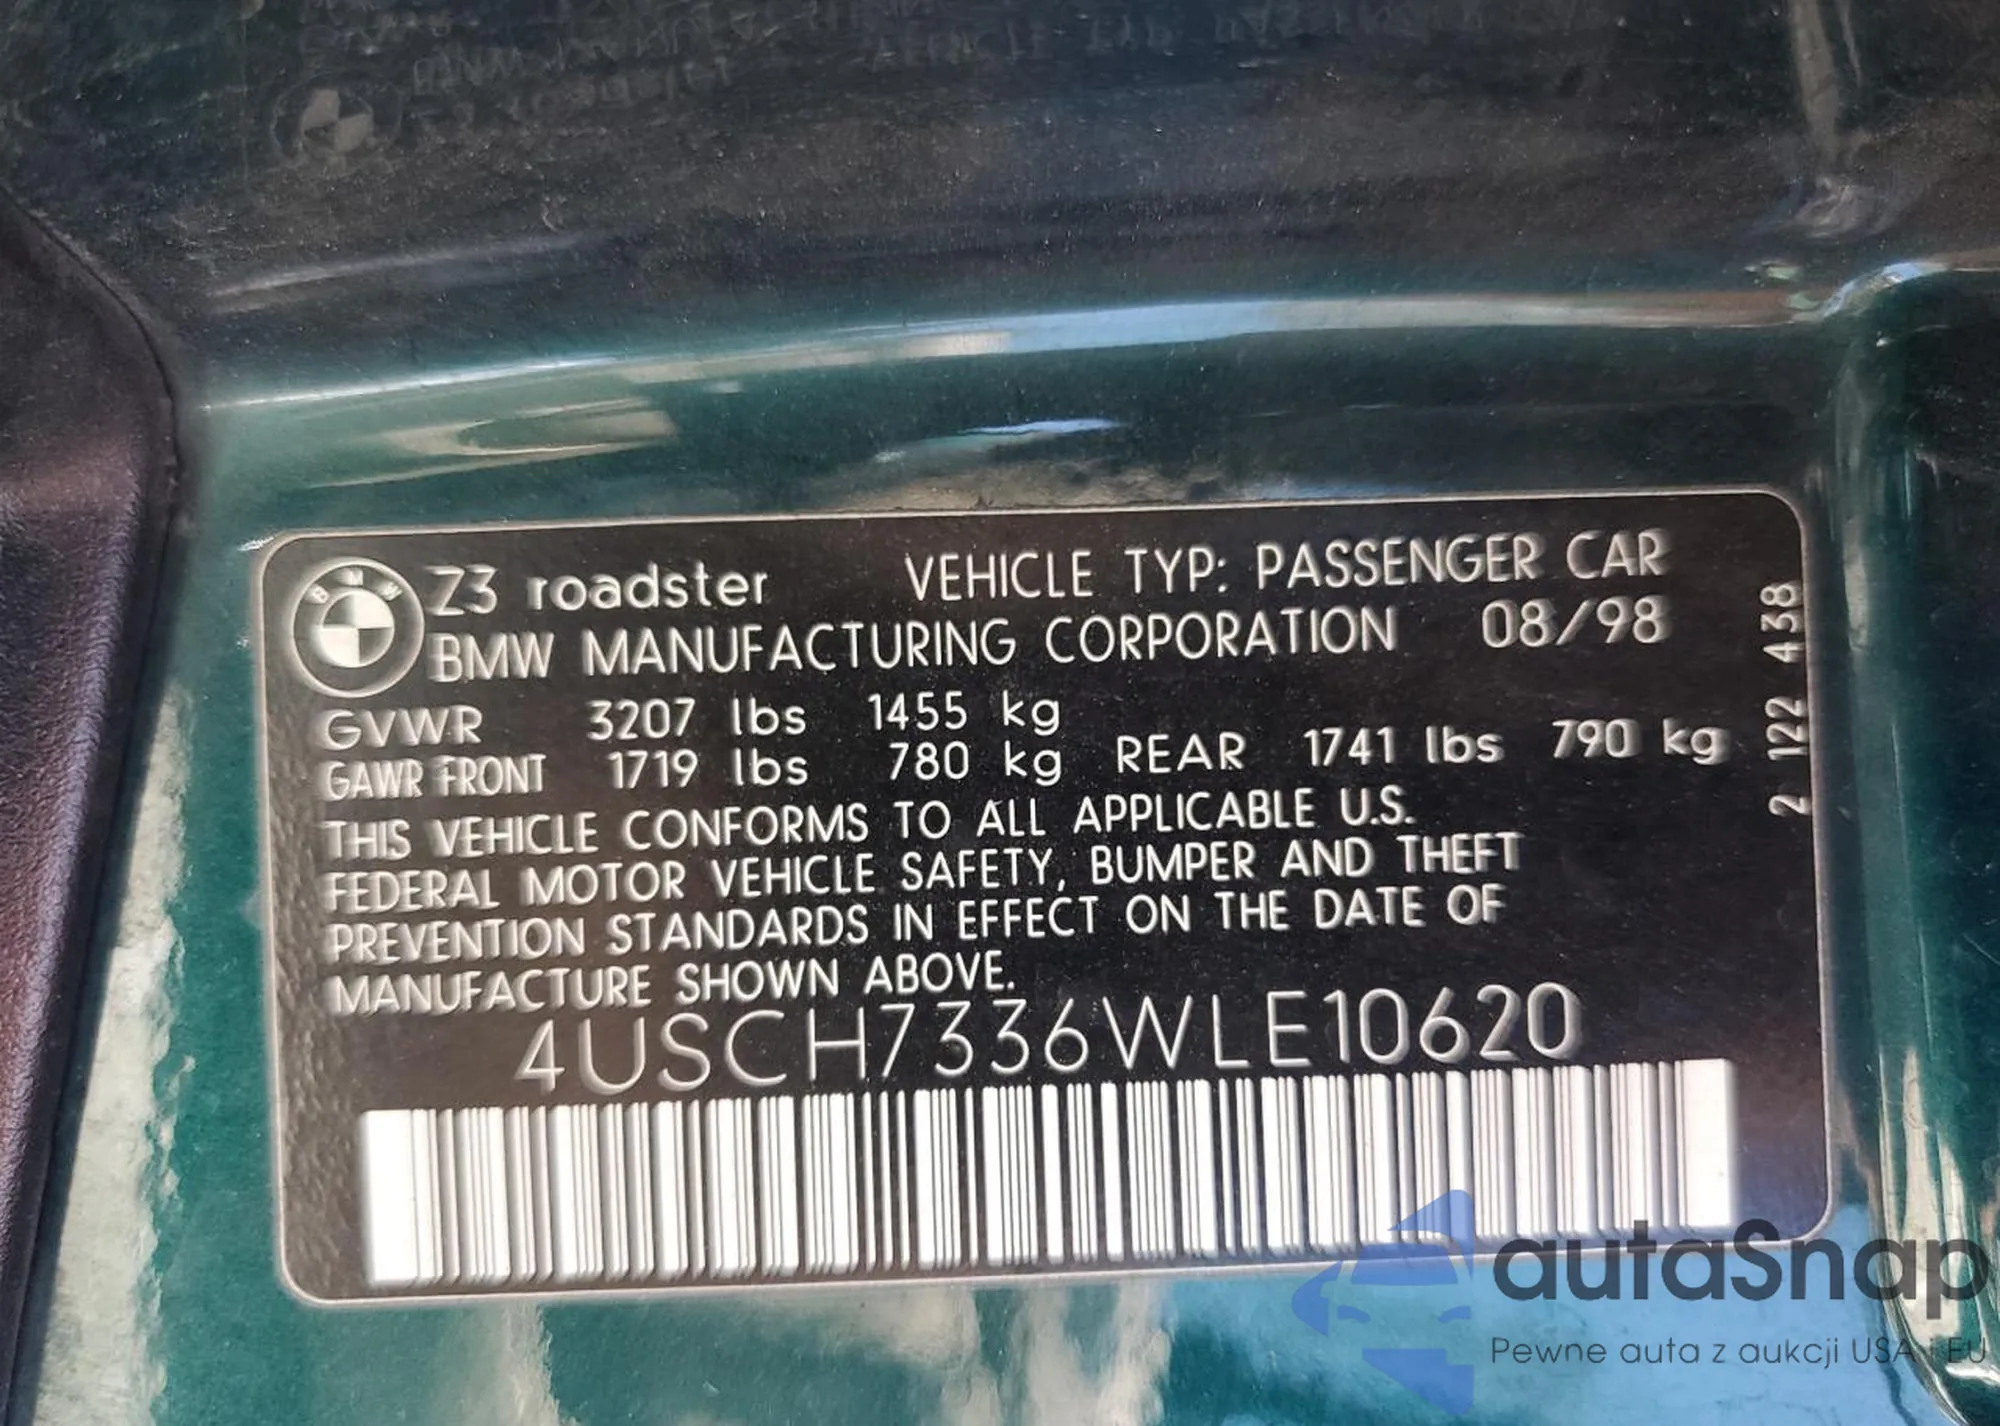 Z3 roadster VEHICLE TYP: PASSENGER CAR
BMW MANUFACTURING CORPORATION 08/98
GVWR 3207 lbs 1455 kg
GAWR FRONT 1719 lbs 780 kg REAR 1741 lbs 790 kg
THIS VEHICLE CONFORMS TO ALL APPLICABLE U.S.
FEDERAL MOTOR VEHICLE SAFETY, BUMPER AND THEFT
PREVENTION STANDARDS IN EFFECT ON THE DATE OF
MANUFACTURE SHOWN ABOVE.
4USCH7336WLE10620
2 122 438
BMW
autaSnap
Pewne auta z aukcji USA i EU